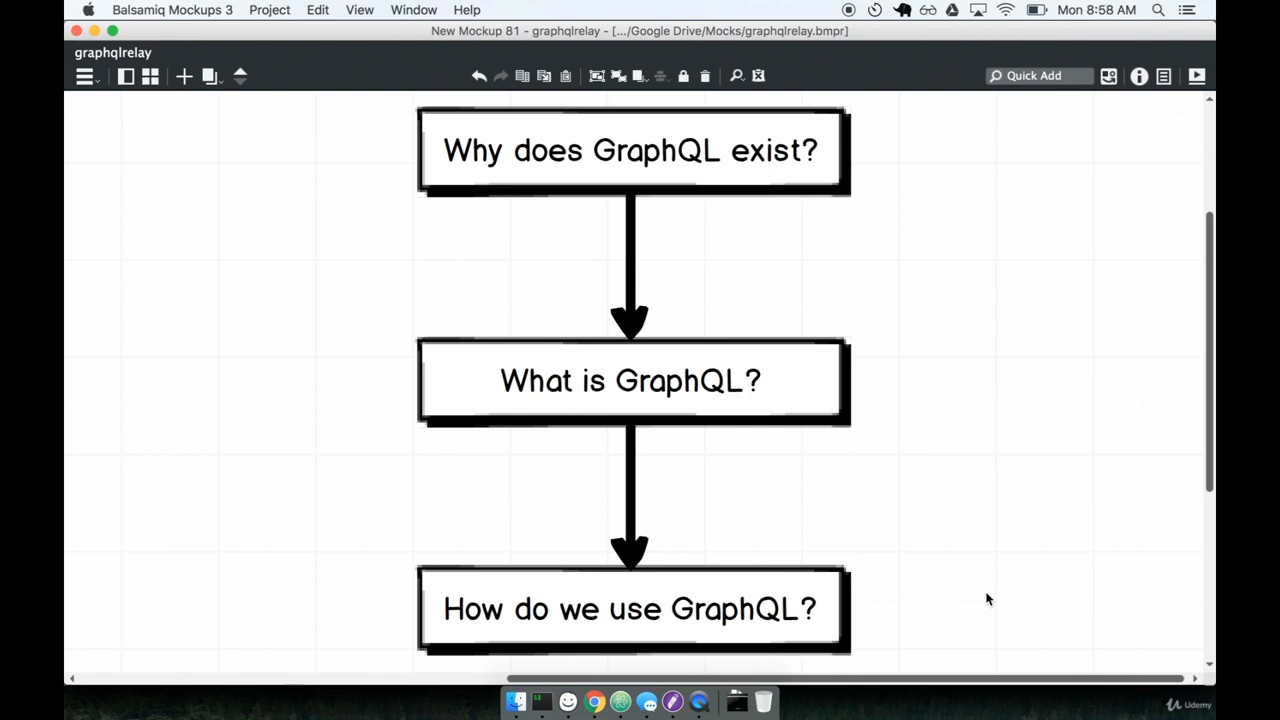 Balsamiq Mockups 3 Project Edit View Window Help Mon 8:58 AM
New Mockup 81 - graphqlrelay - [.../Google Drive/Mocks/graphqlrelay.bmpr]
graphqlrelay
Quick Add
Why does GraphQL exist?
What is GraphQL?
How do we use GraphQL?
Udemy